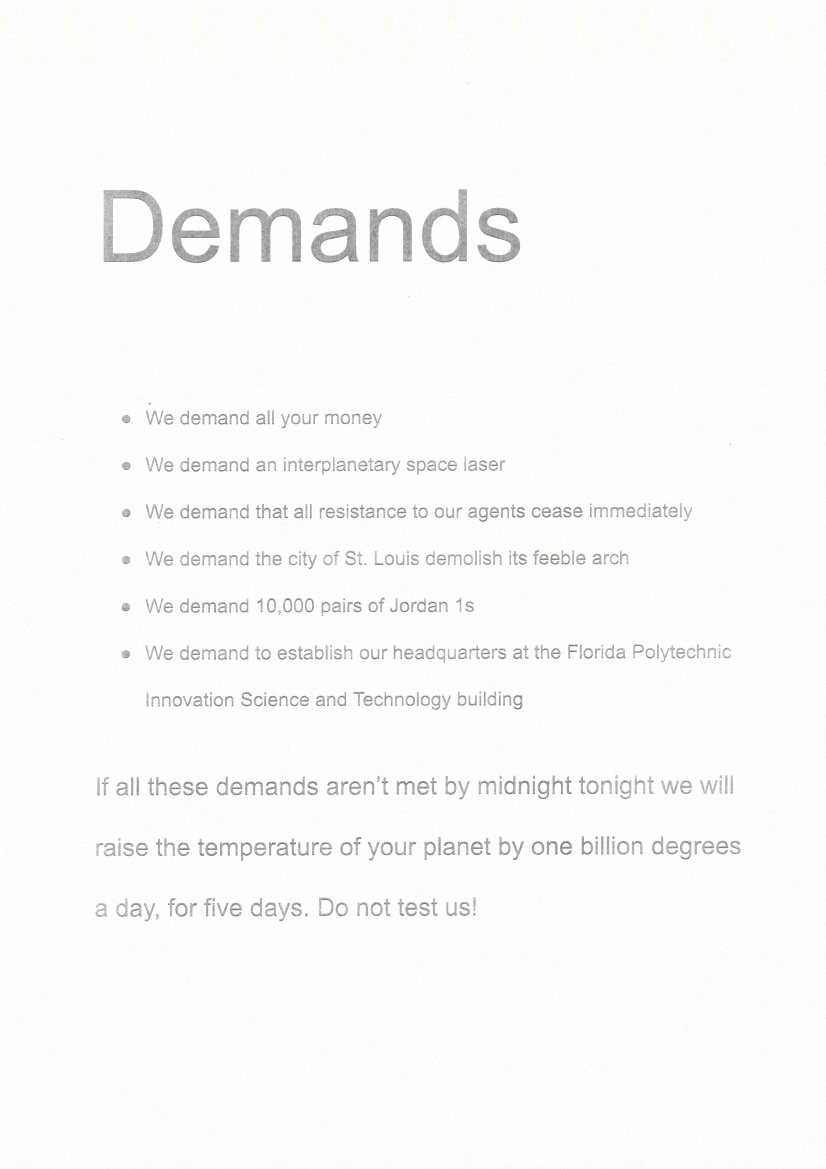 Demands
• We demand all your money
• We demand an interplanetary space laser
• We demand that all resistance to our agents cease immediately
• We demand the city of St. Louis demolish its feeble arch
• We demand 10,000 pairs of Jordan 1s
• We demand to establish our headquarters at the Florida Polytechnic
Innovation Science and Technology building
If all these demands aren’t met by midnight tonight we will
raise the temperature of your planet by one billion degrees
a day, for five days. Do not test us!